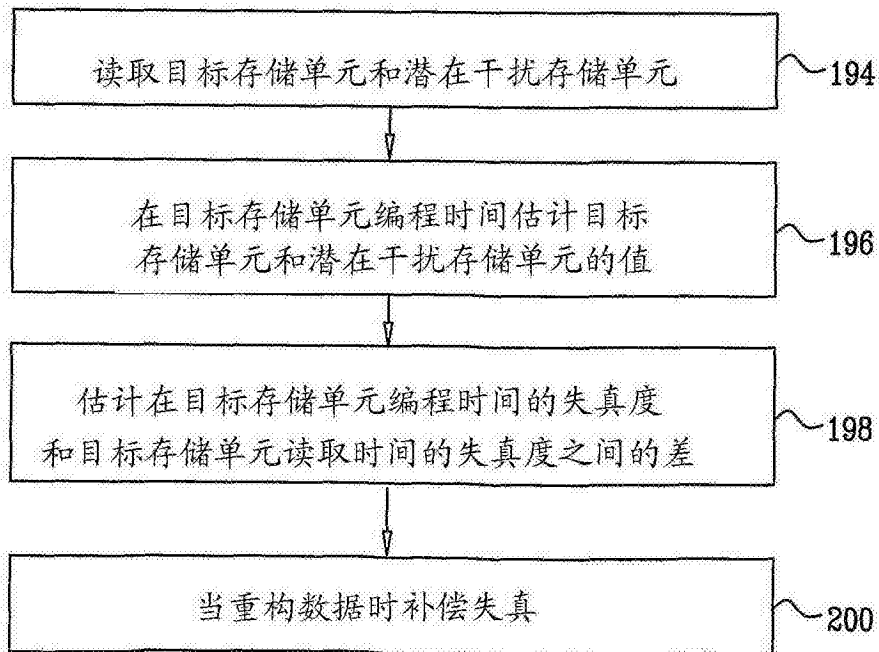 读取目标存储单元和潜在干扰存储单元
194
在目标存储单元编程时间估计目标
存储单元和潜在干扰存储单元的值
196
估计在目标存储单元编程时间的失真度
和目标存储单元读取时间的失真度之间的差
198
当重构数据时补偿失真
200